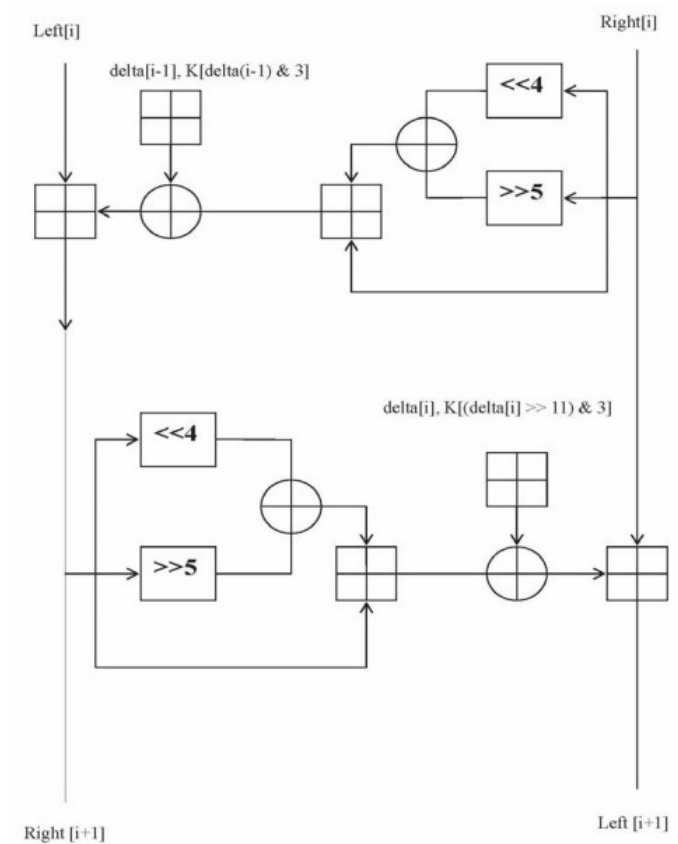 Left[i]
Right[i]
delta[i-1], K[delta(i-1) & 3]
<<4
>>5
delta[i], K[(delta[i] >> 11) & 3]
<<4
>>5
Right [i+1]
Left [i+1]